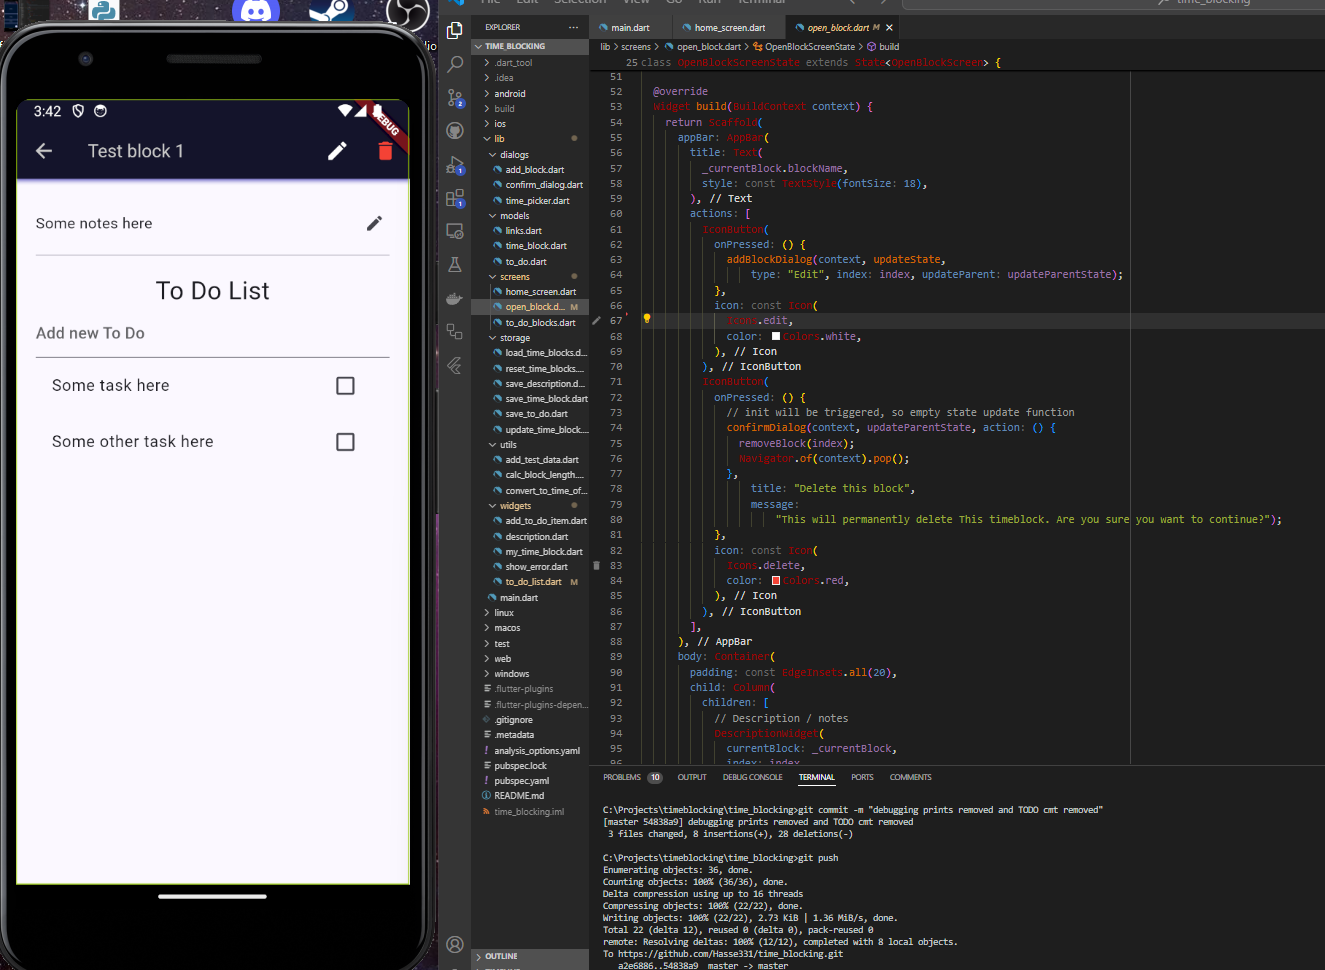 3:42
DEBUG
Test block 1
Some notes here
To Do List
Add new To Do
Some task here
Some other task here
EXPLORER
TIME_BLOCKING
.dart_tool
.idea
android
build
ios
lib
dialogs
add_block.dart
confirm_dialog.dart
time_picker.dart
models
links.dart
time_block.dart
to_do.dart
screens
home_screen.dart
open_block.d... M
to_do_blocks.dart
storage
load_time_blocks.d...
reset_time_blocks....
save_description.d...
save_time_block.dart
save_to_do.dart
update_time_block....
utils
add_test_data.dart
calc_block_length....
convert_to_time_of...
widgets
add_to_do_item.dart
description.dart
my_time_block.dart
show_error.dart
to_do_list.dart M
main.dart
linux
macos
test
web
windows
.flutter-plugins
.flutter-plugins-depen...
.gitignore
.metadata
analysis_options.yaml
pubspec.lock
pubspec.yaml
README.md
time_blocking.iml
OUTLINE
main.dart home_screen.dart open_block.dart M
lib > screens > open_block.dart > OpenBlockScreenState > build
25 class OpenBlockScreenState extends State<OpenBlockScreen> {
51
52 @override
53 Widget build(BuildContext context) {
54 return Scaffold(
55 appBar: AppBar(
56 title: Text(
57 _currentBlock.blockName,
58 style: const TextStyle(fontSize: 18),
59 ), // Text
60 actions: [
61 IconButton(
62 onPressed: () {
63 addBlockDialog(context, updateState,
64 type: "Edit", index: index, updateParent: updateParentState);
65 },
66 icon: const Icon(
67 Icons.edit,
68 color: Colors.white,
69 ), // Icon
70 ), // IconButton
71 IconButton(
72 onPressed: () {
73 // init will be triggered, so empty state update function
74 confirmDialog(context, updateParentState, action: () {
75 removeBlock(index);
76 Navigator.of(context).pop();
77 },
78 title: "Delete this block",
79 message:
80 "This will permanently delete This timeblock. Are you sure you want to continue?");
81 },
82 icon: const Icon(
83 Icons.delete,
84 color: Colors.red,
85 ), // Icon
86 ), // IconButton
87 ],
88 ), // AppBar
89 body: Container(
90 padding: const EdgeInsets.all(20),
91 child: Column(
92 children: [
93 // Description / notes
94 DescriptionWidget(
95 currentBlock: _currentBlock,
96 index: index
PROBLEMS 10 OUTPUT DEBUG CONSOLE TERMINAL PORTS COMMENTS
C:\Projects\timeblocking\time_blocking>git commit -m "debugging prints removed and TODO cmt removed"
[master 54838a9] debugging prints removed and TODO cmt removed
3 files changed, 8 insertions(+), 28 deletions(-)
C:\Projects\timeblocking\time_blocking>git push
Enumerating objects: 36, done.
Counting objects: 100% (36/36), done.
Delta compression using up to 16 threads
Compressing objects: 100% (22/22), done.
Writing objects: 100% (22/22), 2.73 KiB | 1.36 MiB/s, done.
Total 22 (delta 12), reused 0 (delta 0), pack-reused 0
remote: Resolving deltas: 100% (12/12), completed with 8 local objects.
To https://github.com/Hasse331/time_blocking.git
a2e6886..54838a9 master -> master